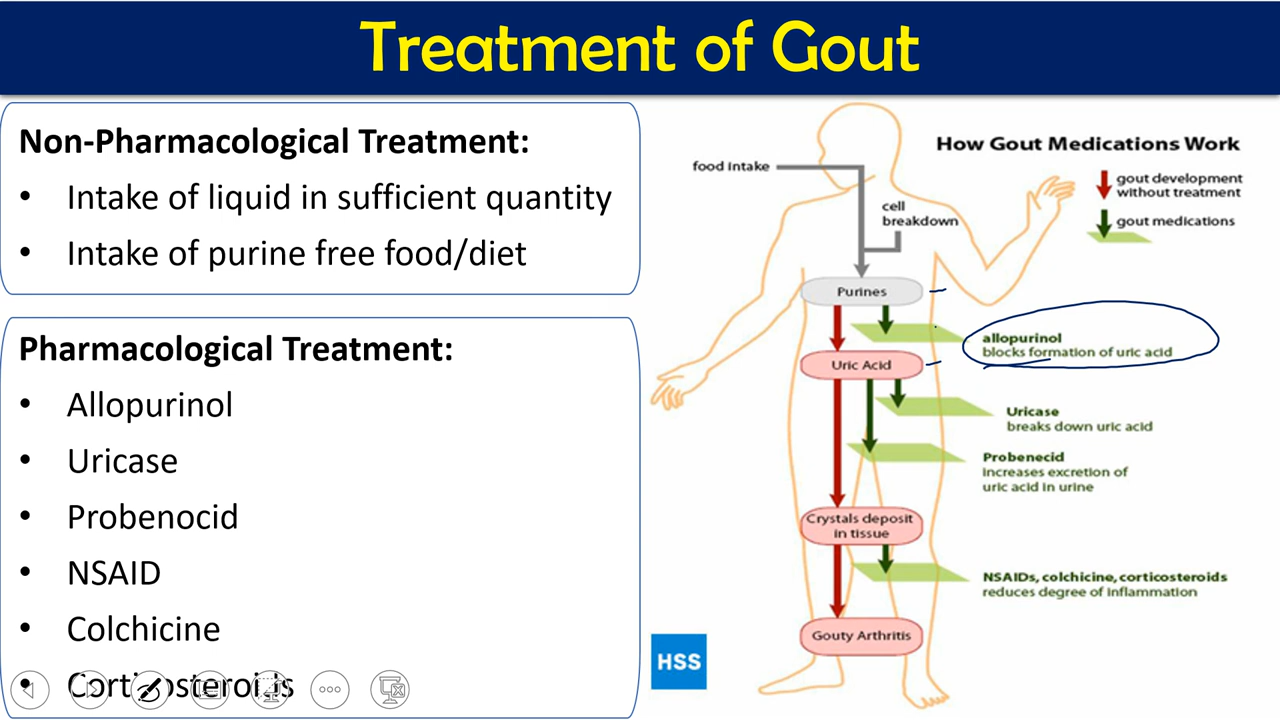 Treatment of Gout
Non-Pharmacological Treatment:
• Intake of liquid in sufficient quantity
• Intake of purine free food/diet
Pharmacological Treatment:
• Allopurinol
• Uricase
• Probenocid
• NSAID
• Colchicine
• Corticosteroids
How Gout Medications Work
food intake
gout development
without treatment
cell
breakdown
gout medications
Purines
allopurinol
blocks formation of uric acid
Uric Acid
Uricase
breaks down uric acid
Probenecid
increases excretion of
uric acid in urine
Crystals deposit
in tissue
NSAIDs, colchicine, corticosteroids
reduces degree of inflammation
Gouty Arthritis
HSS